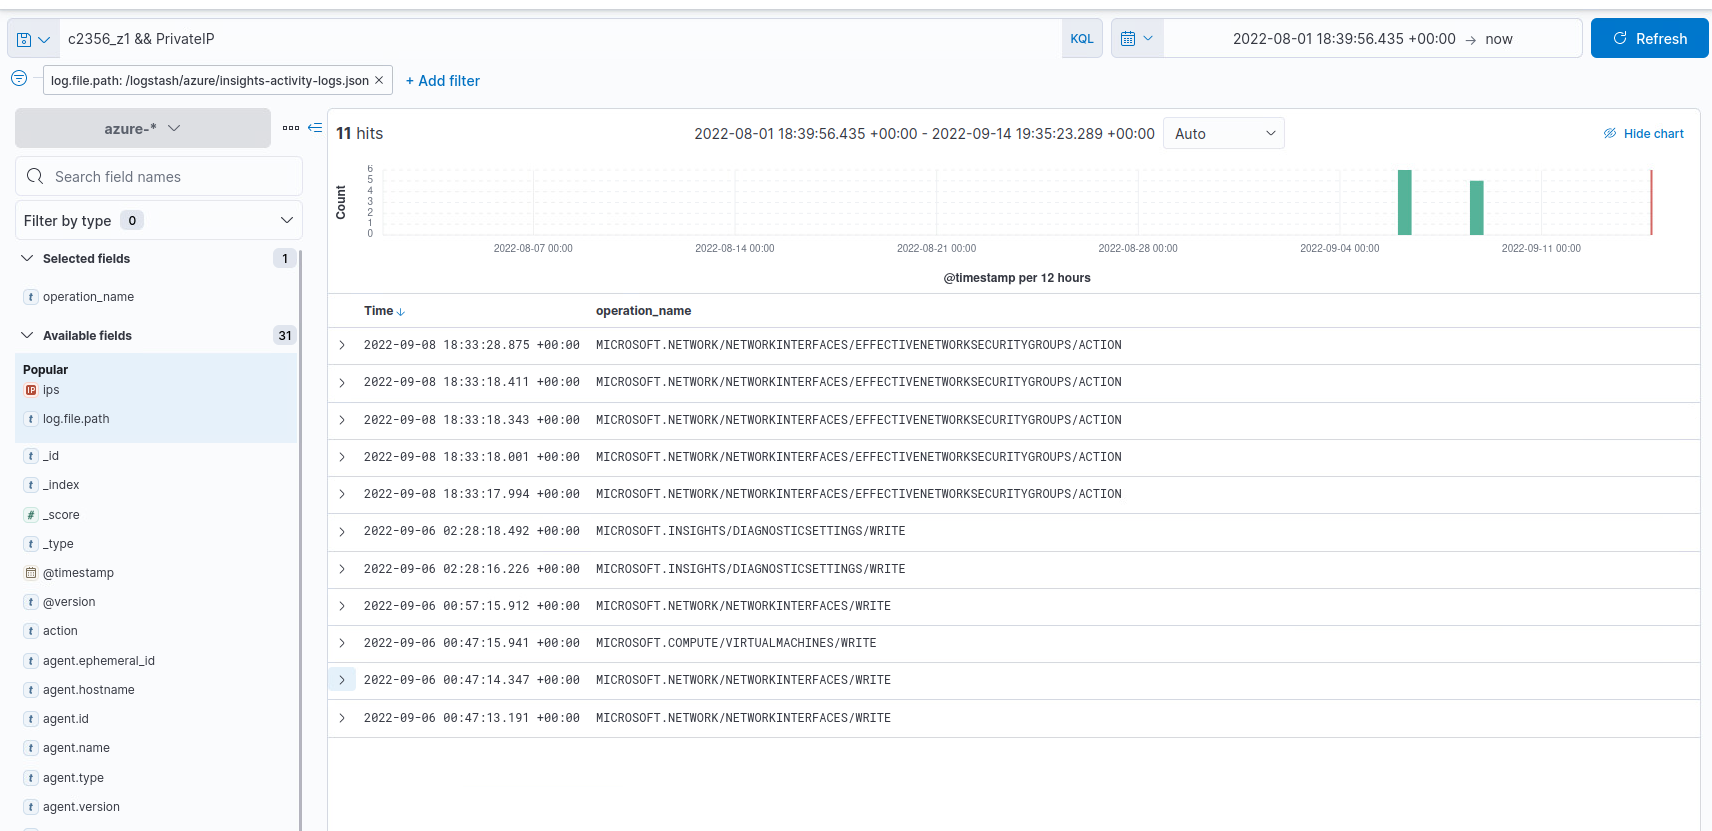 c2356_z1 && PrivateIP KQL 2022-08-01 18:39:56.435 +00:00 → now Refresh
log.file.path: /logstash/azure/insights-activity-logs.json × + Add filter
azure-*
Search field names
Filter by type 0
Selected fields 1
t operation_name
Available fields 31
Popular
IP ips
t log.file.path
t _id
t _index
# _score
t _type
@timestamp
t @version
t action
t agent.ephemeral_id
t agent.hostname
t agent.id
t agent.name
t agent.type
t agent.version
11 hits 2022-08-01 18:39:56.435 +00:00 - 2022-09-14 19:35:23.289 +00:00 Auto Hide chart
Count
6
5
4
3
2
1
0
2022-08-07 00:00 2022-08-14 00:00 2022-08-21 00:00 2022-08-28 00:00 2022-09-04 00:00 2022-09-11 00:00
@timestamp per 12 hours
Time ↓ operation_name
2022-09-08 18:33:28.875 +00:00 MICROSOFT.NETWORK/NETWORKINTERFACES/EFFECTIVENETWORKSECURITYGROUPS/ACTION
2022-09-08 18:33:18.411 +00:00 MICROSOFT.NETWORK/NETWORKINTERFACES/EFFECTIVENETWORKSECURITYGROUPS/ACTION
2022-09-08 18:33:18.343 +00:00 MICROSOFT.NETWORK/NETWORKINTERFACES/EFFECTIVENETWORKSECURITYGROUPS/ACTION
2022-09-08 18:33:18.001 +00:00 MICROSOFT.NETWORK/NETWORKINTERFACES/EFFECTIVENETWORKSECURITYGROUPS/ACTION
2022-09-08 18:33:17.994 +00:00 MICROSOFT.NETWORK/NETWORKINTERFACES/EFFECTIVENETWORKSECURITYGROUPS/ACTION
2022-09-06 02:28:18.492 +00:00 MICROSOFT.INSIGHTS/DIAGNOSTICSETTINGS/WRITE
2022-09-06 02:28:16.226 +00:00 MICROSOFT.INSIGHTS/DIAGNOSTICSETTINGS/WRITE
2022-09-06 00:57:15.912 +00:00 MICROSOFT.NETWORK/NETWORKINTERFACES/WRITE
2022-09-06 00:47:15.941 +00:00 MICROSOFT.COMPUTE/VIRTUALMACHINES/WRITE
2022-09-06 00:47:14.347 +00:00 MICROSOFT.NETWORK/NETWORKINTERFACES/WRITE
2022-09-06 00:47:13.191 +00:00 MICROSOFT.NETWORK/NETWORKINTERFACES/WRITE